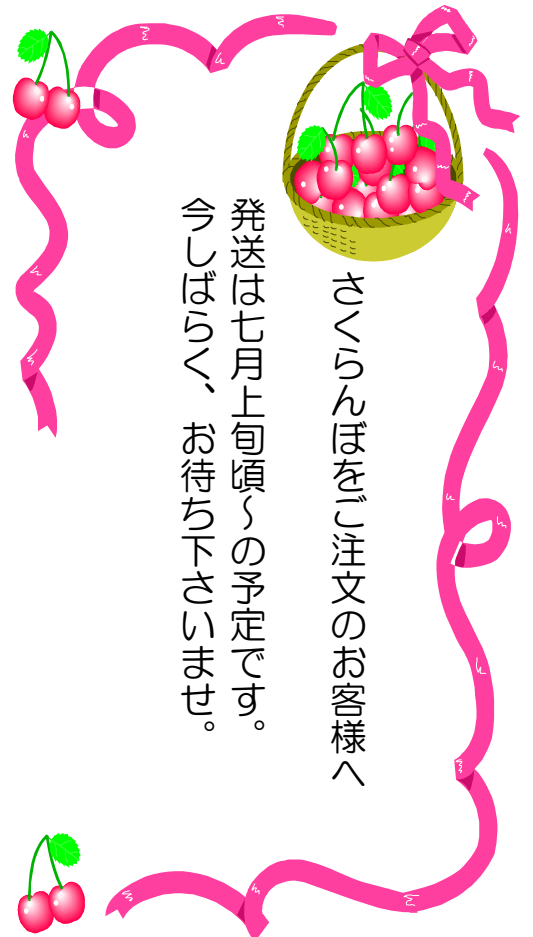 さくらんぼをご注文のお客様へ
発送は七月上旬頃～の予定です。
今しばらく、お待ち下さいませ。